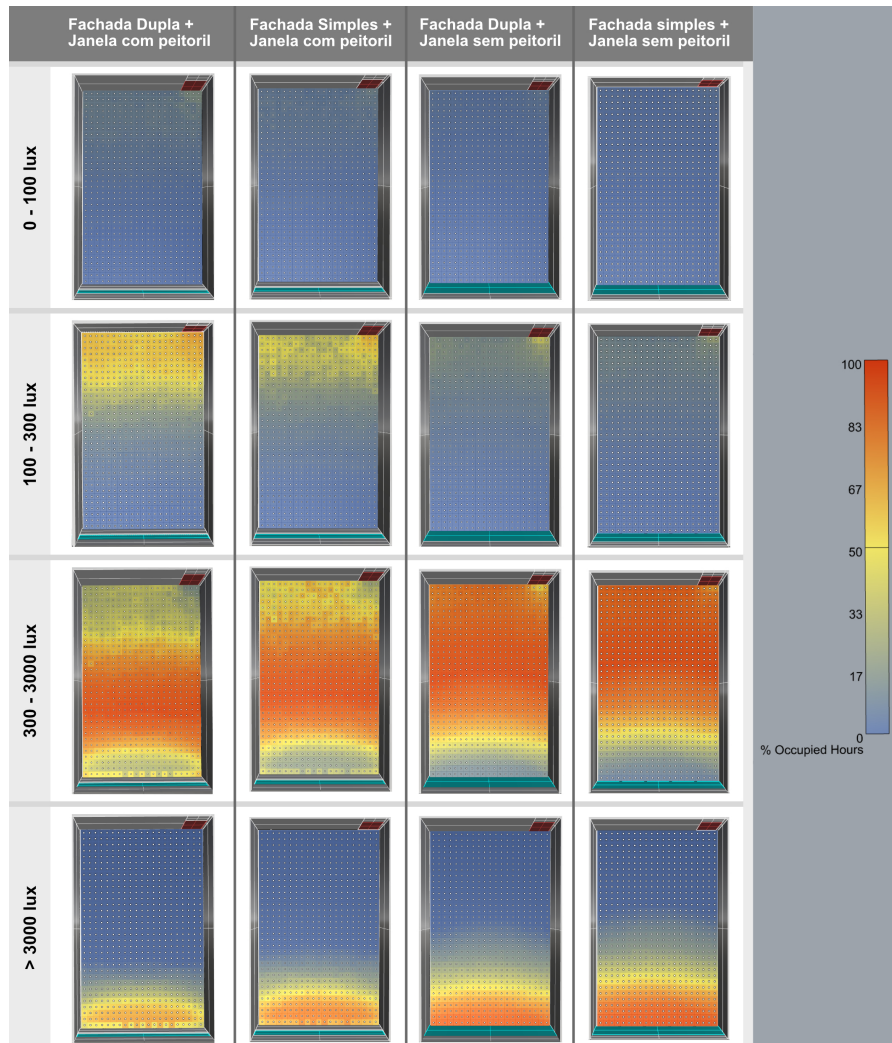 Fachada Dupla +
Janela com peitoril
Fachada Simples +
Janela com peitoril
Fachada Dupla +
Janela sem peitoril
Fachada simples +
Janela sem peitoril
0 - 100 lux
100 - 300 lux
300 - 3000 lux
> 3000 lux
100
83
67
50
33
17
0
% Occupied Hours